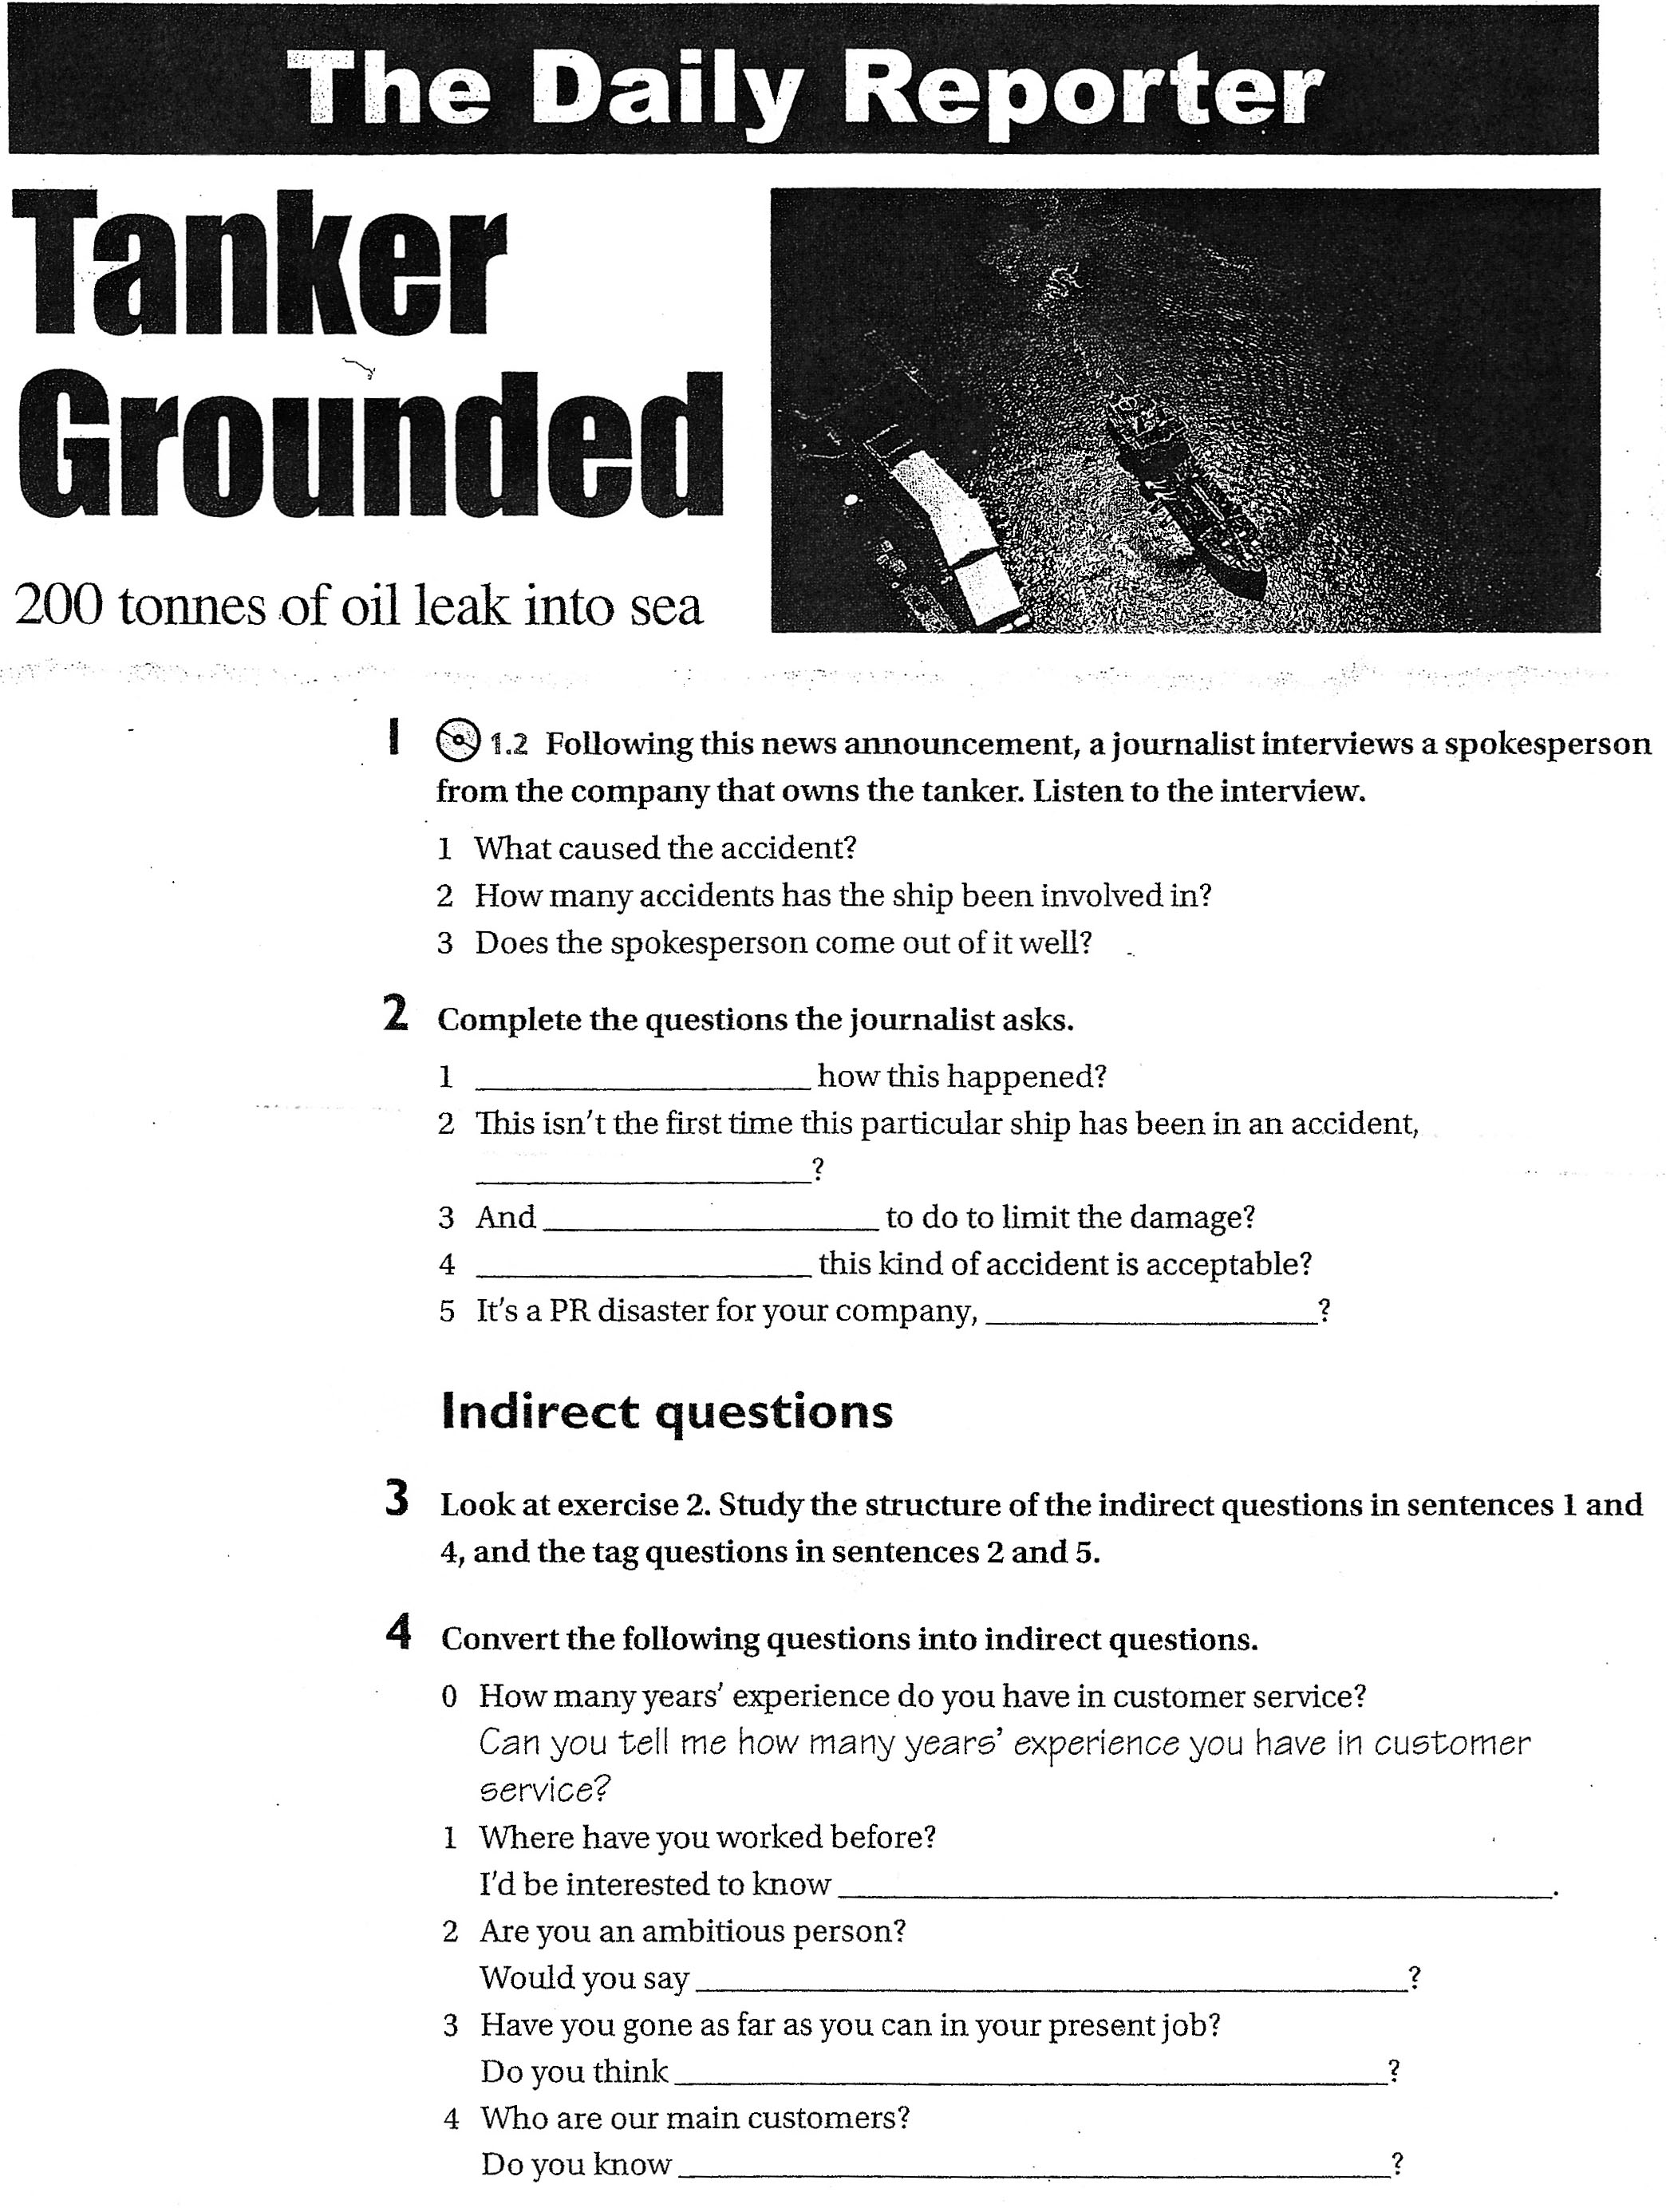 The Daily Reporter
Tanker
Grounded
200 tonnes of oil leak into sea
1 1.2 Following this news announcement, a journalist interviews a spokesperson
from the company that owns the tanker. Listen to the interview.
1 What caused the accident?
2 How many accidents has the ship been involved in?
3 Does the spokesperson come out of it well?
2 Complete the questions the journalist asks.
1 ____________________ how this happened?
2 This isn't the first time this particular ship has been in an accident,
____________________?
3 And ____________________ to do to limit the damage?
4 ____________________ this kind of accident is acceptable?
5 It's a PR disaster for your company, ____________________?
Indirect questions
3 Look at exercise 2. Study the structure of the indirect questions in sentences 1 and
4, and the tag questions in sentences 2 and 5.
4 Convert the following questions into indirect questions.
0 How many years' experience do you have in customer service?
Can you tell me how many years' experience you have in customer
service?
1 Where have you worked before?
I'd be interested to know ____________________.
2 Are you an ambitious person?
Would you say ____________________?
3 Have you gone as far as you can in your present job?
Do you think ____________________?
4 Who are our main customers?
Do you know ____________________?